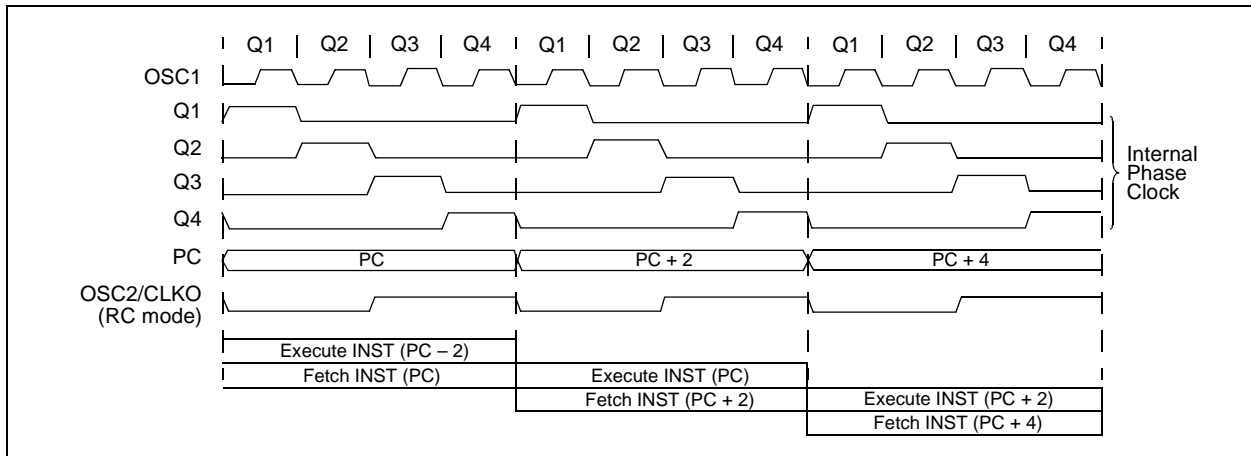 Q1 Q2 Q3 Q4 Q1 Q2 Q3 Q4 Q1 Q2 Q3 Q4
OSC1
Q1
Q2
Q3
Q4
Internal
Phase
Clock
PC
PC PC + 2 PC + 4
OSC2/CLKO
(RC mode)
Execute INST (PC – 2)
Fetch INST (PC) Execute INST (PC)
Fetch INST (PC + 2) Execute INST (PC + 2)
Fetch INST (PC + 4)